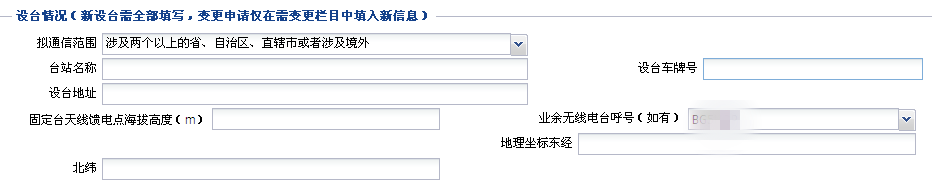 设台情况（新设台需全部填写，变更申请仅在需变更栏目中填入新信息）
拟通信范围 涉及两个以上的省、自治区、直辖市或者涉及境外
台站名称 设台车牌号
设台地址
固定台天线馈电点海拔高度（m） 业余无线电台呼号（如有）
地理坐标东经
北纬